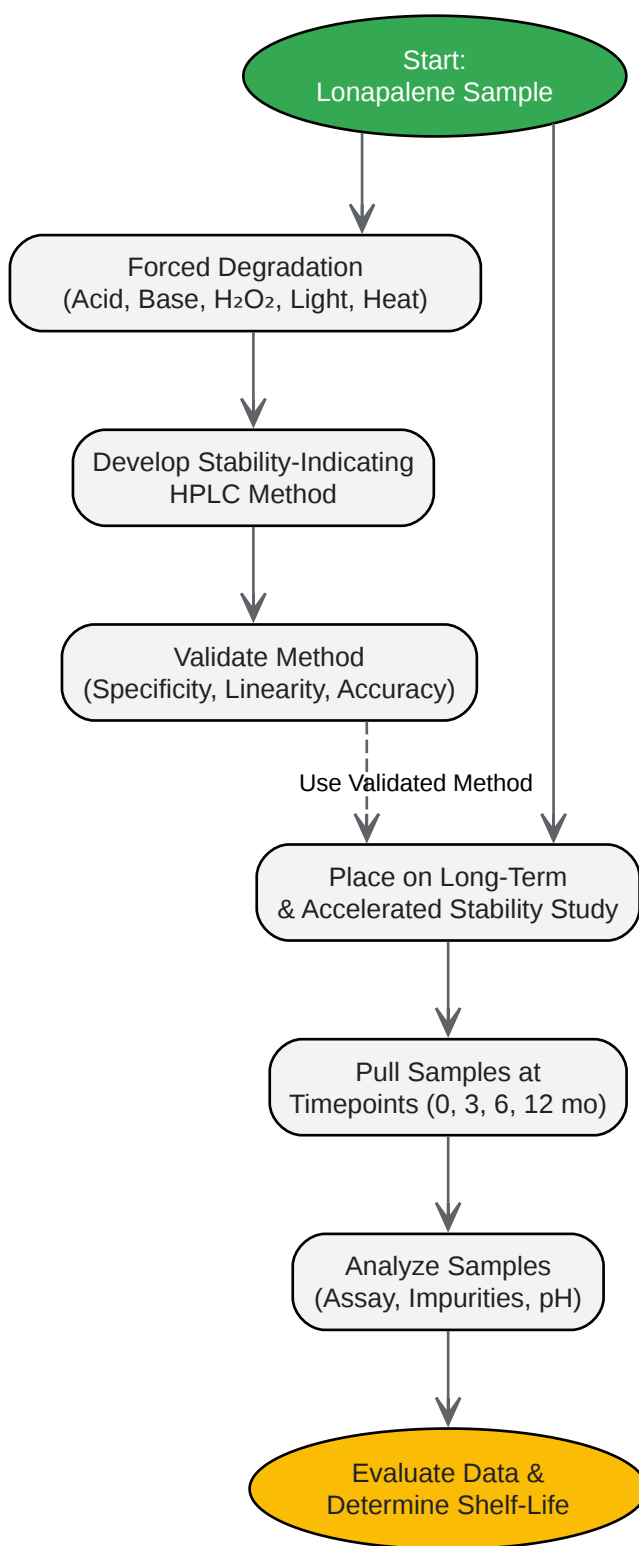 Start:
Lonapalene Sample
Forced Degradation
(Acid, Base, H₂O₂, Light, Heat)
Develop Stability-Indicating
HPLC Method
Validate Method
(Specificity, Linearity, Accuracy)
Use Validated Method
Place on Long-Term
& Accelerated Stability Study
Pull Samples at
Timepoints (0, 3, 6, 12 mo)
Analyze Samples
(Assay, Impurities, pH)
Evaluate Data &
Determine Shelf-Life